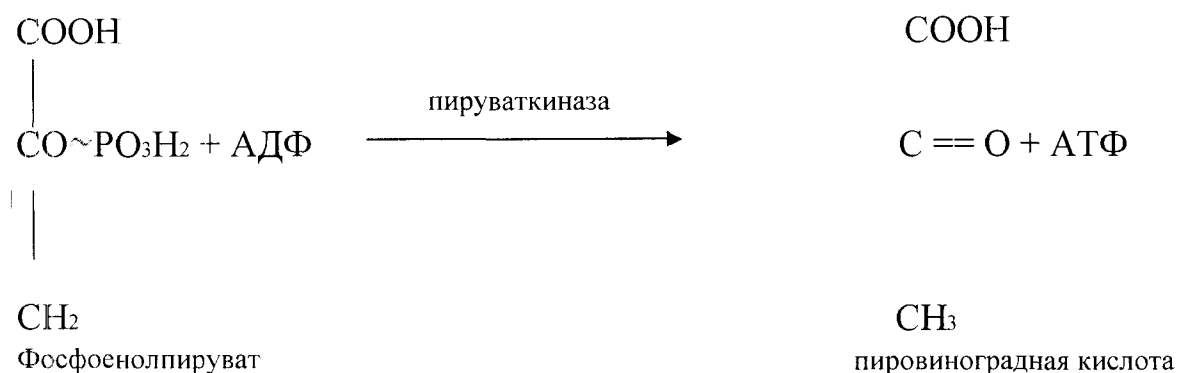 COOH COOH
пируваткиназа
CO~PO₃H₂ + АДФ C == O + АТФ
CH₂ CH₃
Фосфоенолпируват пировиноградная кислота